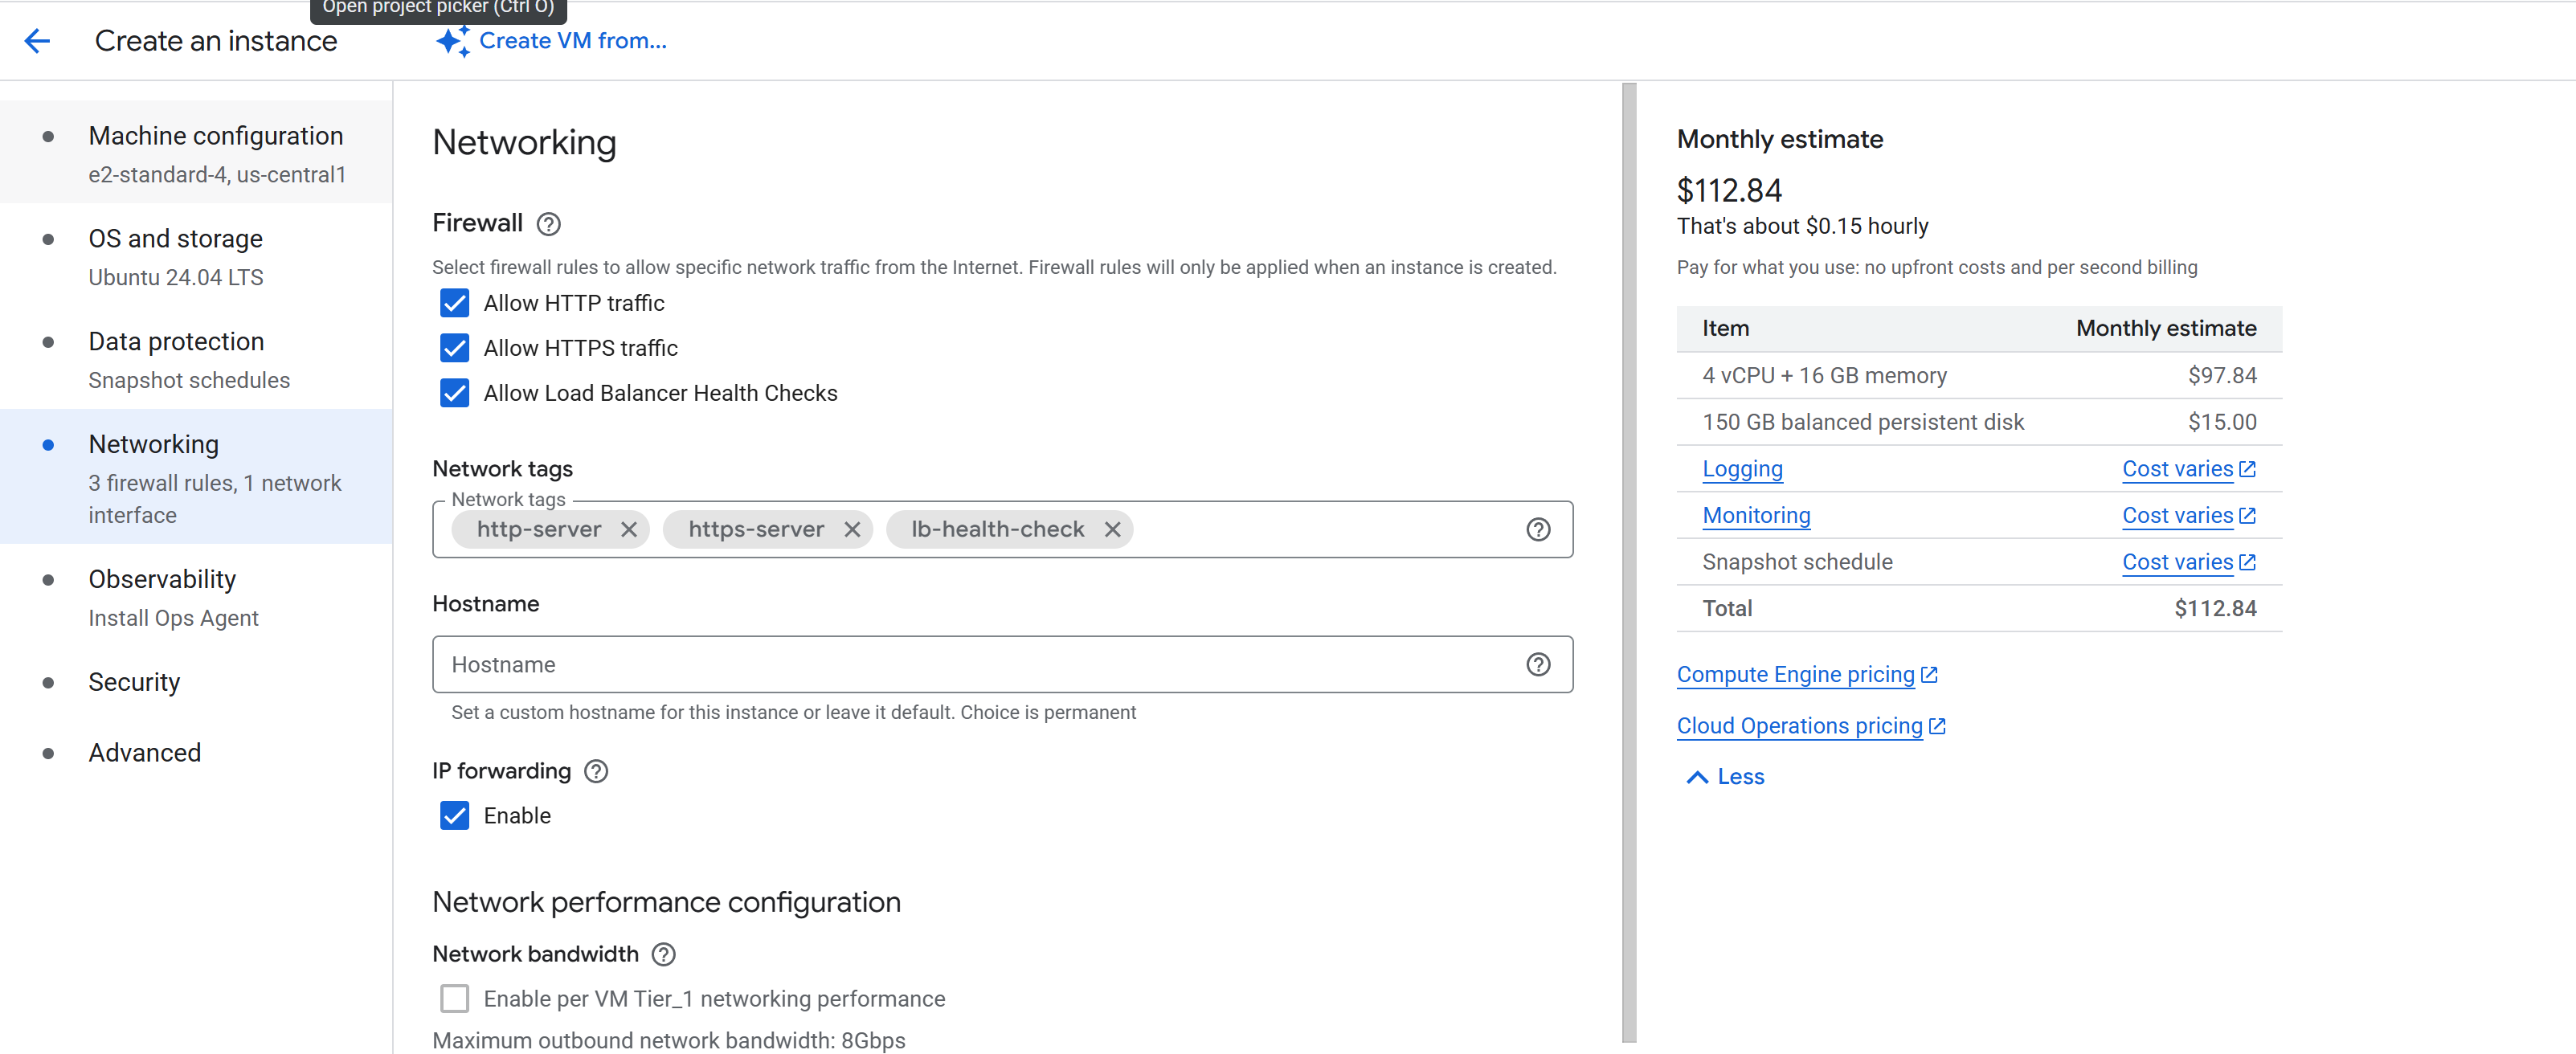 Open project picker (Ctrl O)
Create an instance
Create VM from...
Machine configuration
e2-standard-4, us-central1
OS and storage
Ubuntu 24.04 LTS
Data protection
Snapshot schedules
Networking
3 firewall rules, 1 network
interface
Observability
Install Ops Agent
Security
Advanced
Networking
Firewall
Select firewall rules to allow specific network traffic from the Internet. Firewall rules will only be applied when an instance is created.
Allow HTTP traffic
Allow HTTPS traffic
Allow Load Balancer Health Checks
Network tags
Network tags
http-server https-server lb-health-check
Hostname
Hostname
Set a custom hostname for this instance or leave it default. Choice is permanent
IP forwarding
Enable
Network performance configuration
Network bandwidth
Enable per VM Tier_1 networking performance
Maximum outbound network bandwidth: 8Gbps
Monthly estimate
$112.84
That's about $0.15 hourly
Pay for what you use: no upfront costs and per second billing
Item Monthly estimate
4 vCPU + 16 GB memory $97.84
150 GB balanced persistent disk $15.00
Logging Cost varies
Monitoring Cost varies
Snapshot schedule Cost varies
Total $112.84
Compute Engine pricing
Cloud Operations pricing
Less